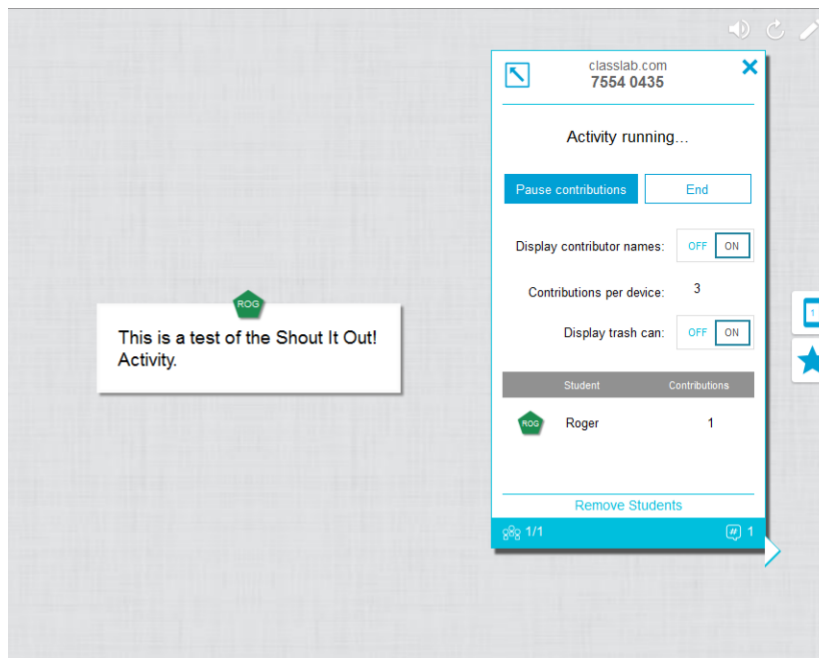 classlab.com
7554 0435
Activity running...
Pause contributions End
Display contributor names: OFF ON
Contributions per device: 3
Display trash can: OFF ON
Student Contributions
ROG Roger 1
Remove Students
1/1 # 1
ROG
This is a test of the Shout It Out!
Activity.
1